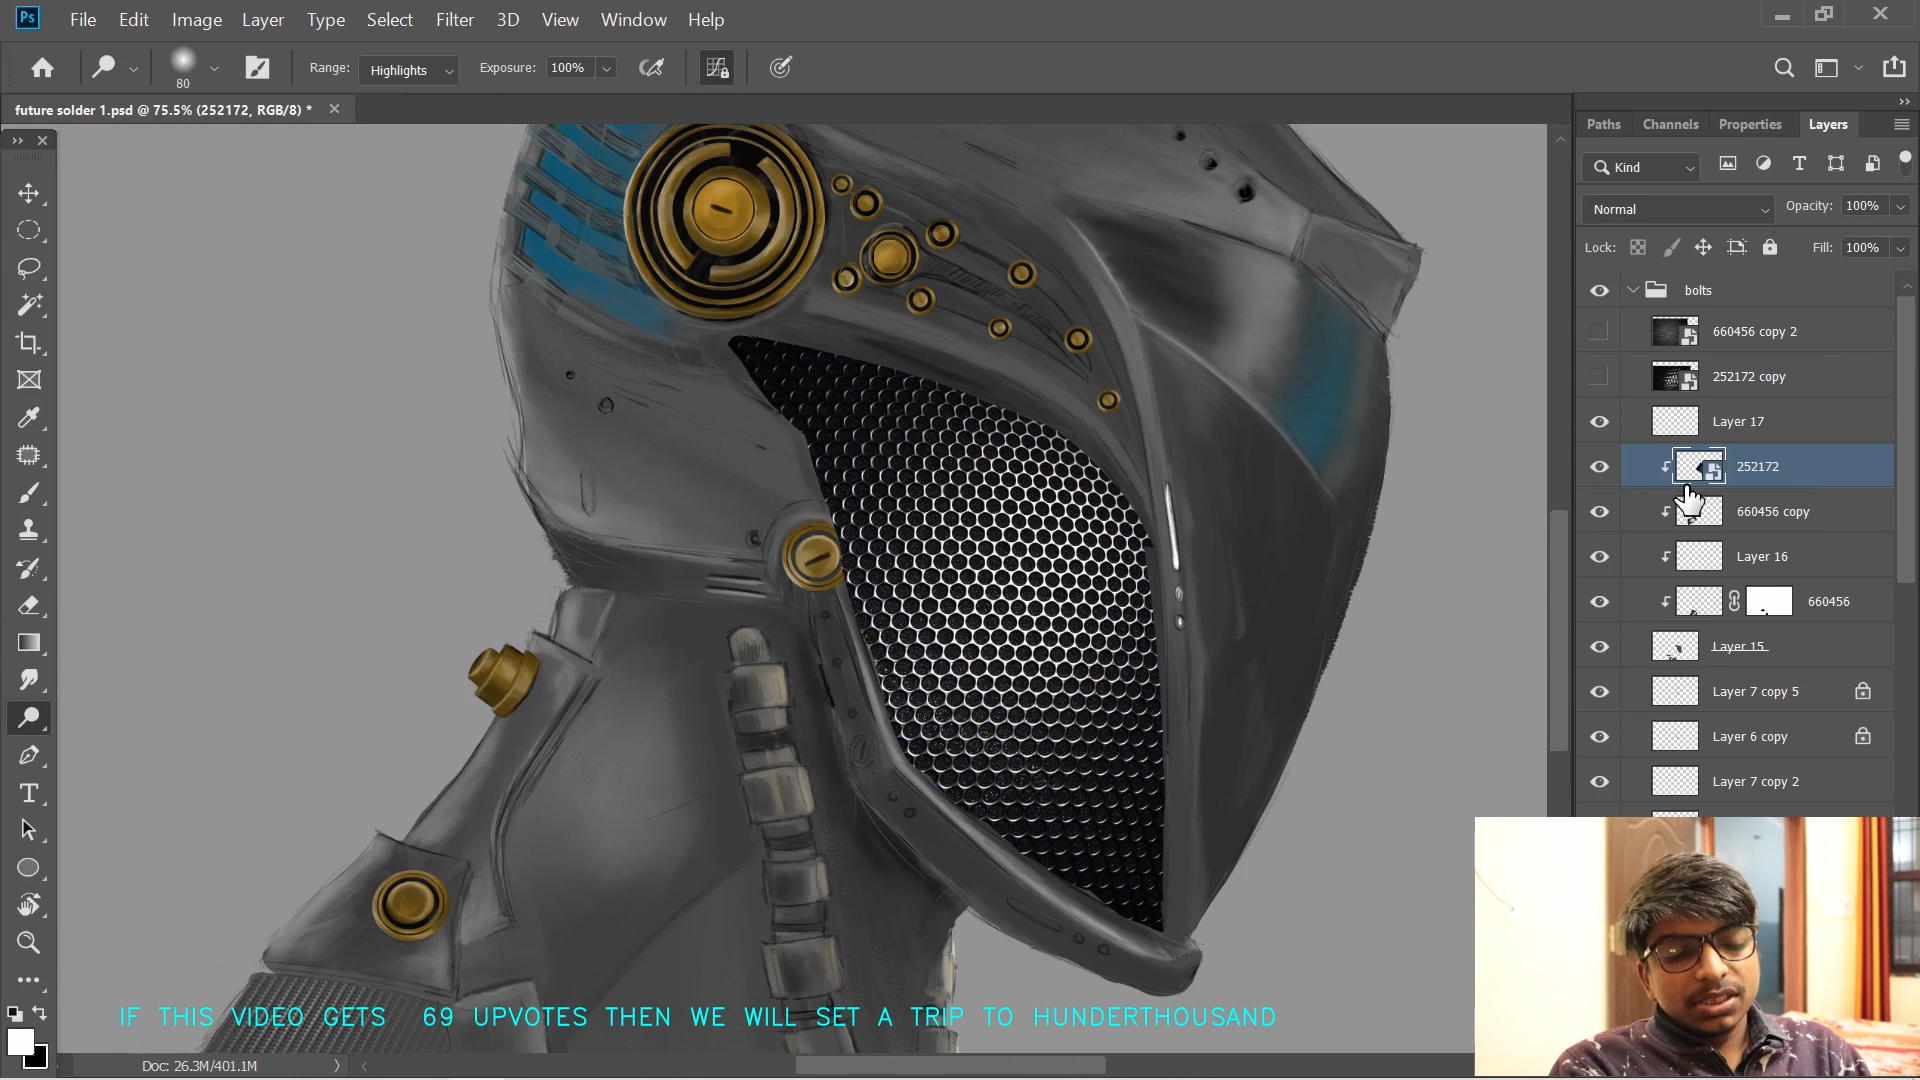 Ps File Edit Image Layer Type Select Filter 3D View Window Help
80 Range: Highlights Exposure: 100%
future solder 1.psd @ 75.5% (252172, RGB/8) *
Paths Channels Properties Layers
Kind
Normal Opacity: 100%
Lock: Fill: 100%
bolts
660456 copy 2
252172 copy
Layer 17
252172
660456 copy
Layer 16
660456
Layer 15
Layer 7 copy 5
Layer 6 copy
Layer 7 copy 2
IF THIS VIDEO GETS 69 UPVOTES THEN WE WILL SET A TRIP TO HUNDERTHOUSAND
Doc: 26.3M/401.1M